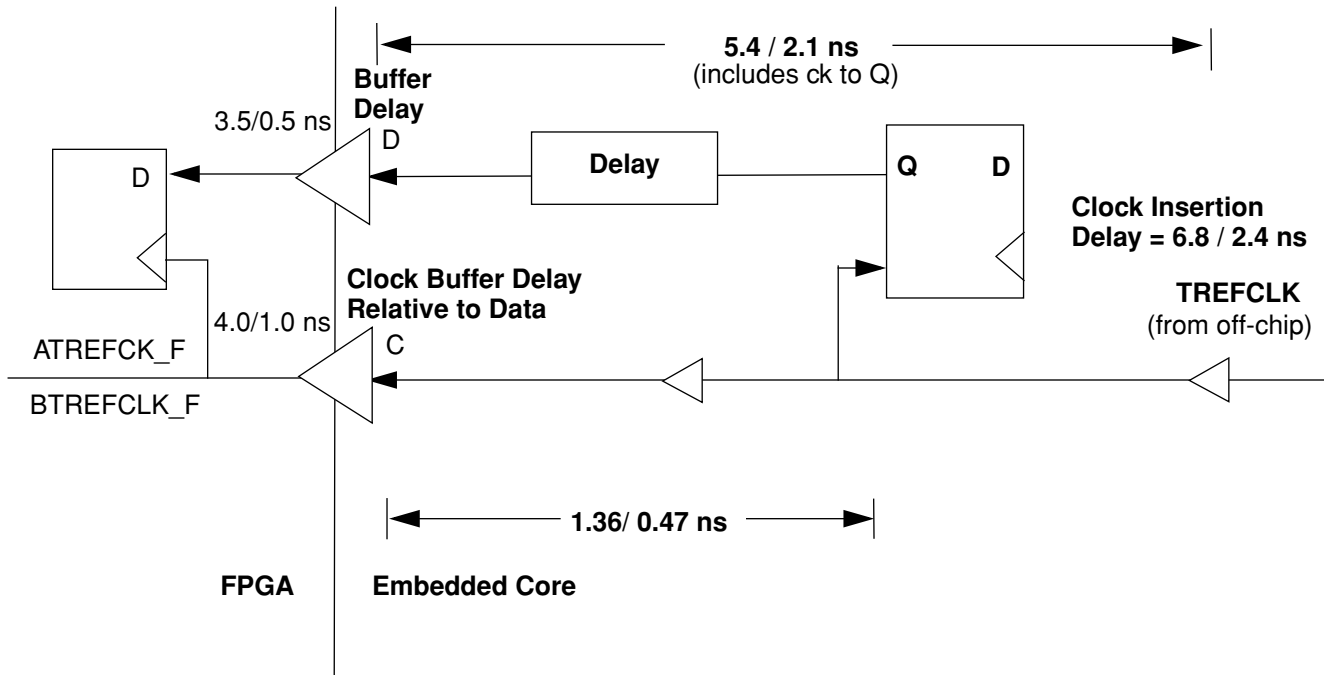 5.4 / 2.1 ns
(includes ck to Q)
Buffer
Delay
3.5/0.5 ns
D
D
Delay
Q
D
Clock Insertion
Delay = 6.8 / 2.4 ns
Clock Buffer Delay
Relative to Data
TREFCLK
(from off-chip)
4.0/1.0 ns
C
ATREFCK_F
BTREFCLK_F
1.36/ 0.47 ns
FPGA
Embedded Core